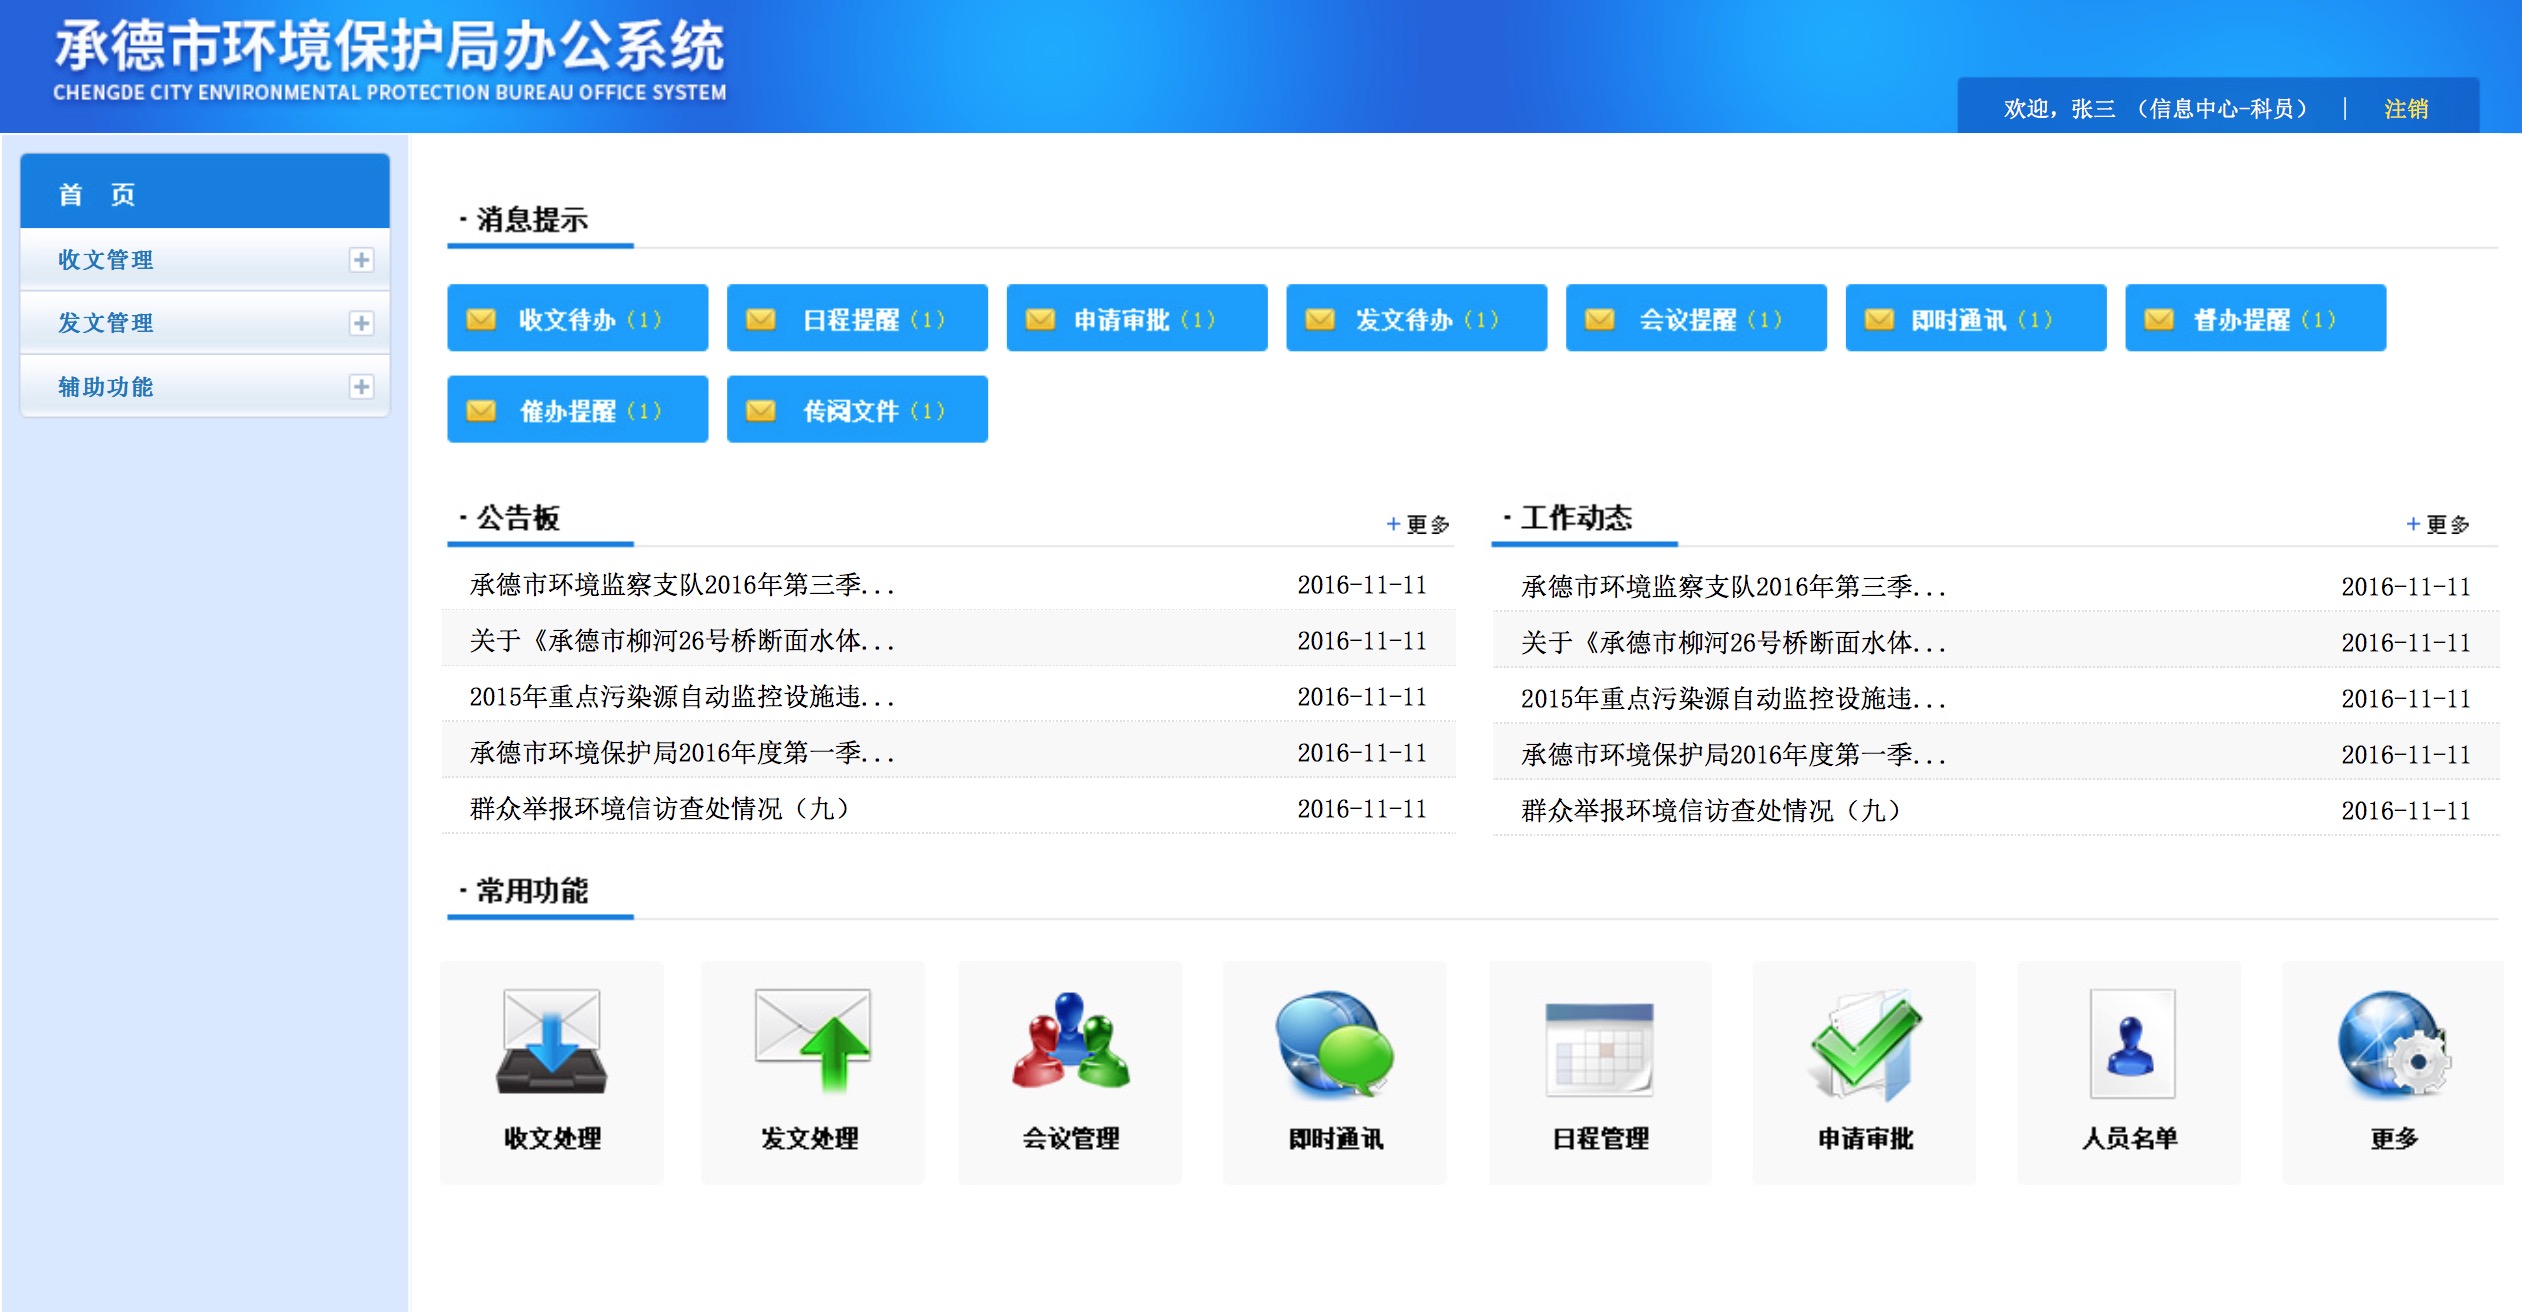 承德市环境保护局办公系统
CHENGDE CITY ENVIRONMENTAL PROTECTION BUREAU OFFICE SYSTEM
欢迎，张三 （信息中心-科员） | 注销
首 页
收文管理
发文管理
辅助功能
· 消息提示
收文待办（1） 日程提醒（1） 申请审批（1） 发文待办（1） 会议提醒（1） 即时通讯（1） 督办提醒（1）
催办提醒（1） 传阅文件（1）
· 公告板 +更多
承德市环境监察支队2016年第三季... 2016-11-11
关于《承德市柳河26号桥断面水体... 2016-11-11
2015年重点污染源自动监控设施违... 2016-11-11
承德市环境保护局2016年度第一季... 2016-11-11
群众举报环境信访查处情况（九） 2016-11-11
· 工作动态 +更多
承德市环境监察支队2016年第三季... 2016-11-11
关于《承德市柳河26号桥断面水体... 2016-11-11
2015年重点污染源自动监控设施违... 2016-11-11
承德市环境保护局2016年度第一季... 2016-11-11
群众举报环境信访查处情况（九） 2016-11-11
· 常用功能
收文处理 发文处理 会议管理 即时通讯 日程管理 申请审批 人员名单 更多